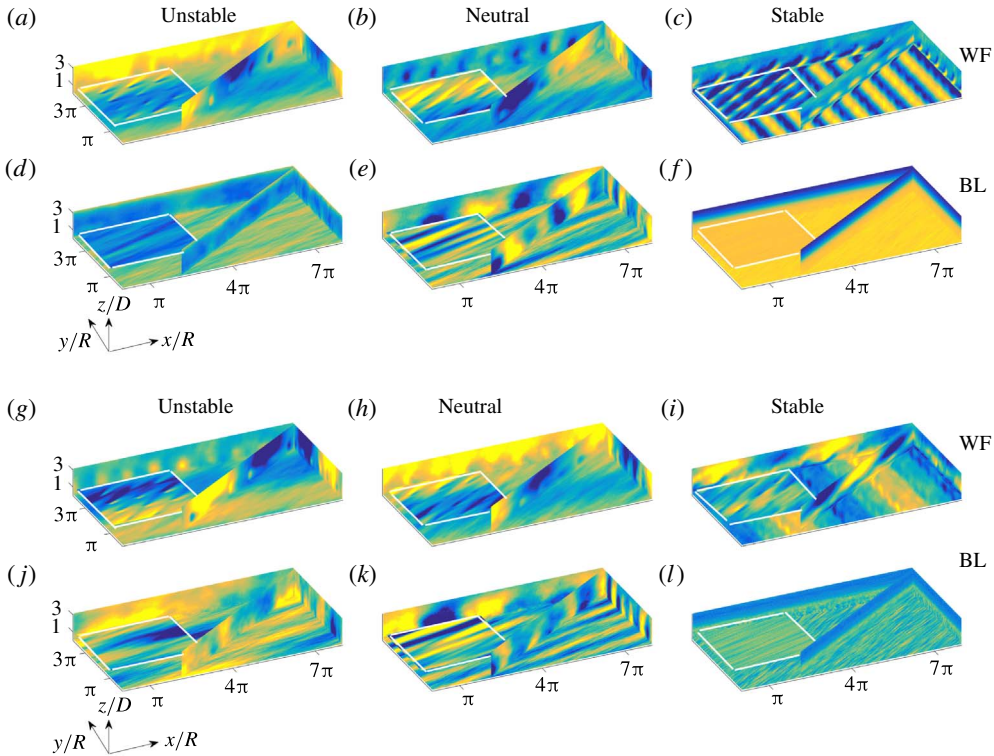 (a) Unstable (b) Neutral (c) Stable
3
1
3π
π
WF
(d) (e) (f)
3
1
3π
π
π 4π 7π
π 4π 7π
π 4π 7π
BL
z/D
y/R x/R
(g) Unstable (h) Neutral (i) Stable
3
1
3π
π
WF
(j) (k) (l)
3
1
3π
π
π 4π 7π
π 4π 7π
π 4π 7π
BL
z/D
y/R x/R